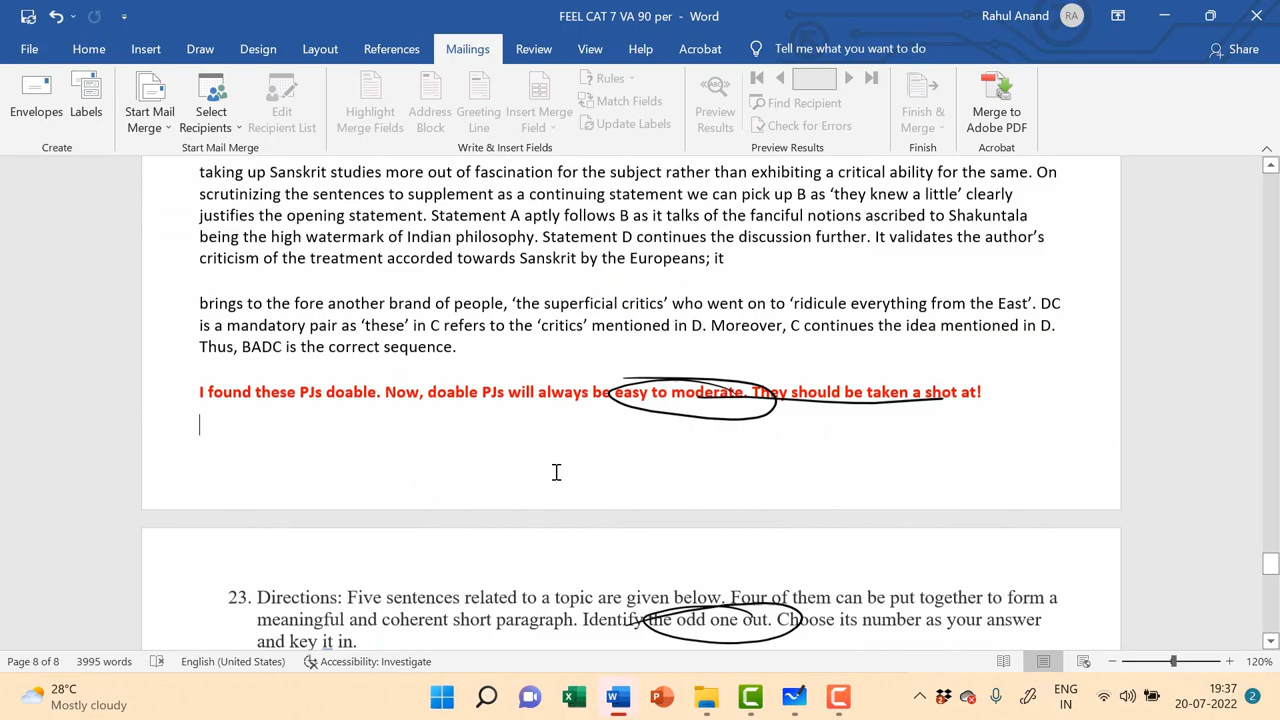 FEEL CAT 7 VA 90 per - Word
Rahul Anand RA
File Home Insert Draw Design Layout References Mailings Review View Help Acrobat Tell me what you want to do Share
Envelopes Labels
Create
Start Mail Merge Select Recipients Edit Recipient List
Start Mail Merge
Highlight Merge Fields Address Block Greeting Line Insert Merge Field Rules Match Fields Update Labels
Write & Insert Fields
Preview Results Find Recipient Check for Errors
Preview Results
Finish & Merge
Finish
Merge to Adobe PDF
Acrobat
taking up Sanskrit studies more out of fascination for the subject rather than exhibiting a critical ability for the same. On
scrutinizing the sentences to supplement as a continuing statement we can pick up B as ‘they knew a little’ clearly
justifies the opening statement. Statement A aptly follows B as it talks of the fanciful notions ascribed to Shakuntala
being the high watermark of Indian philosophy. Statement D continues the discussion further. It validates the author’s
criticism of the treatment accorded towards Sanskrit by the Europeans; it
brings to the fore another brand of people, ‘the superficial critics’ who went on to ‘ridicule everything from the East’. DC
is a mandatory pair as ‘these’ in C refers to the ‘critics’ mentioned in D. Moreover, C continues the idea mentioned in D.
Thus, BADC is the correct sequence.
I found these PJs doable. Now, doable PJs will always be easy to moderate. They should be taken a shot at!
23. Directions: Five sentences related to a topic are given below. Four of them can be put together to form a
meaningful and coherent short paragraph. Identify the odd one out. Choose its number as your answer
and key it in.
Page 8 of 8 3995 words English (United States) Accessibility: Investigate 120%
28°C
Mostly cloudy
ENG
IN
19:37
20-07-2022
2